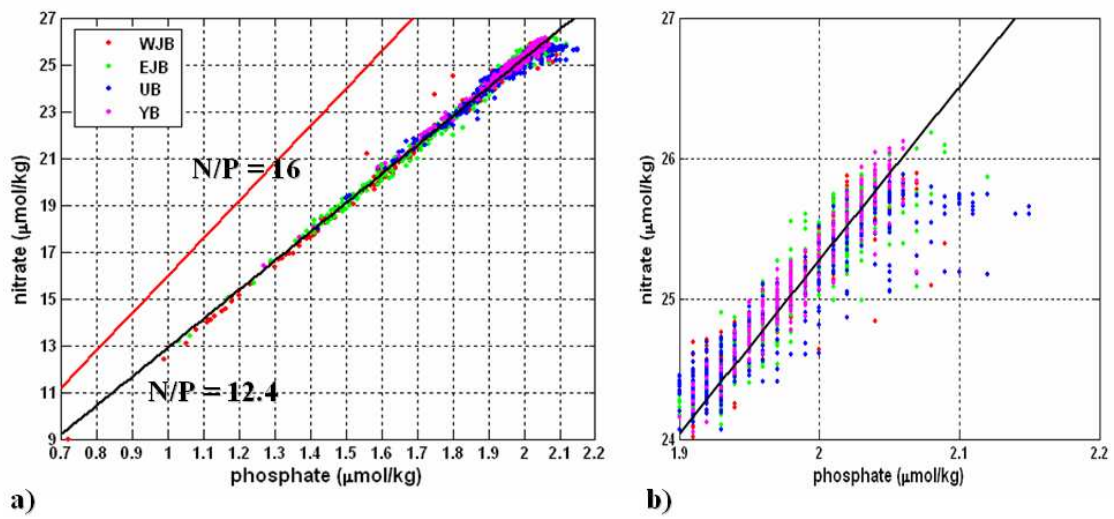 27
25
23
21
19
17
15
13
11
9
nitrate (μmol/kg)
WJB
EJB
UB
YB
N/P = 16
N/P = 12.4
0.7 0.8 0.9 1 1.1 1.2 1.3 1.4 1.5 1.6 1.7 1.8 1.9 2 2.1 2.2
phosphate (μmol/kg)
a)
27
26
25
24
nitrate (μmol/kg)
1.9 2 2.1 2.2
phosphate (μmol/kg)
b)